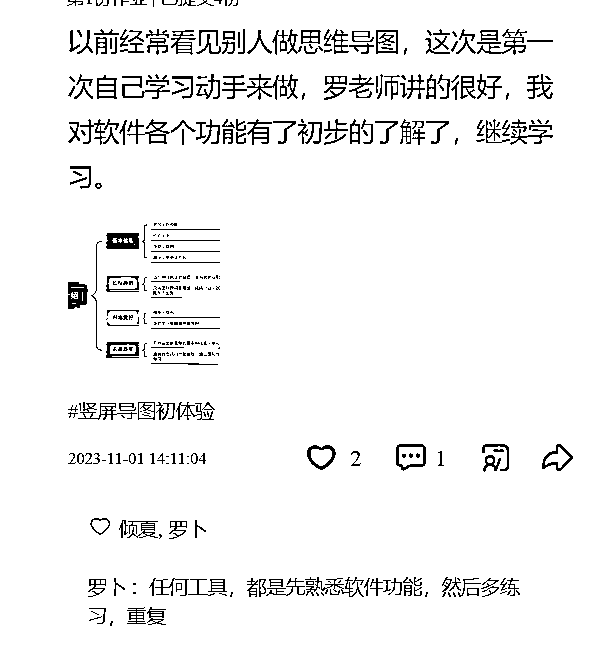 以前经常看见别人做思维导图，这次是第一
次自己学习动手来做，罗老师讲的很好，我
对软件各个功能有了初步的了解了，继续学
习。
#竖屏导图初体验
2023-11-01 14:11:04
2
1
倾夏, 罗卜
罗卜：任何工具，都是先熟悉软件功能，然后多练
习，重复